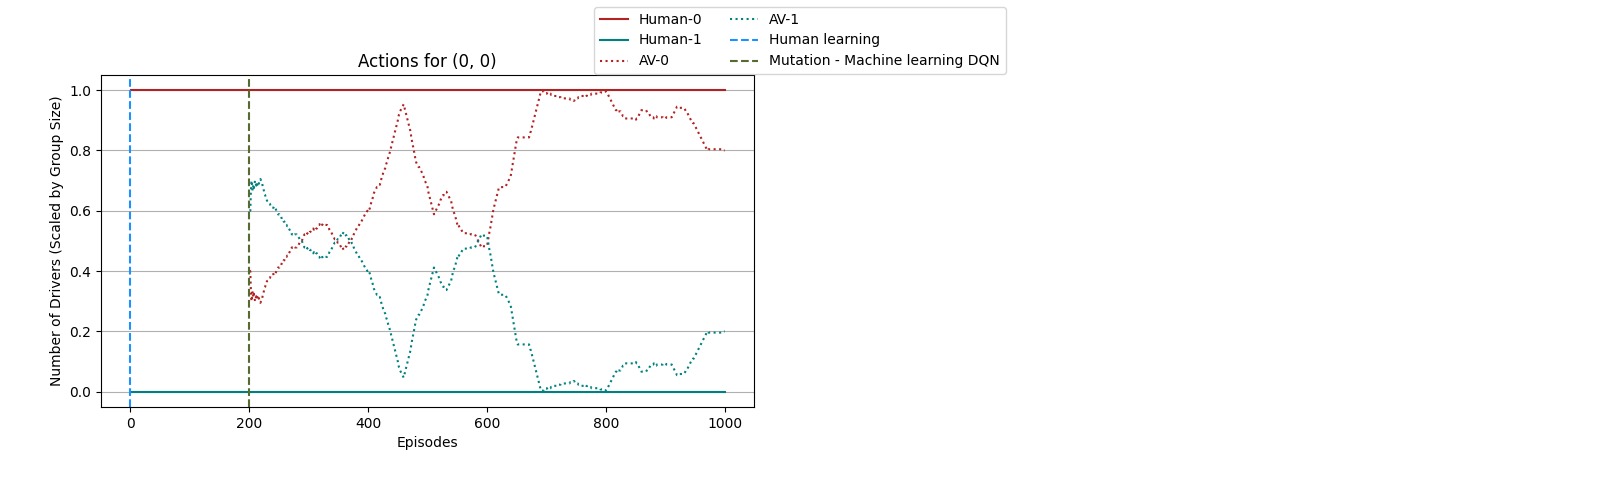 Human-0
Human-1
AV-0
AV-1
Human learning
Mutation - Machine learning DQN
Actions for (0, 0)
Number of Drivers (Scaled by Group Size)
1.0
0.8
0.6
0.4
0.2
0.0
0 200 400 600 800 1000
Episodes